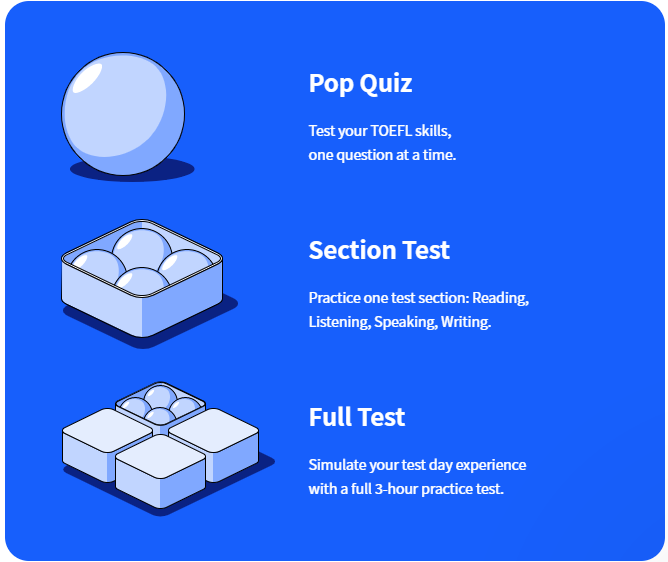 Pop Quiz
Test your TOEFL skills,
one question at a time.
Section Test
Practice one test section: Reading,
Listening, Speaking, Writing.
Full Test
Simulate your test day experience
with a full 3-hour practice test.